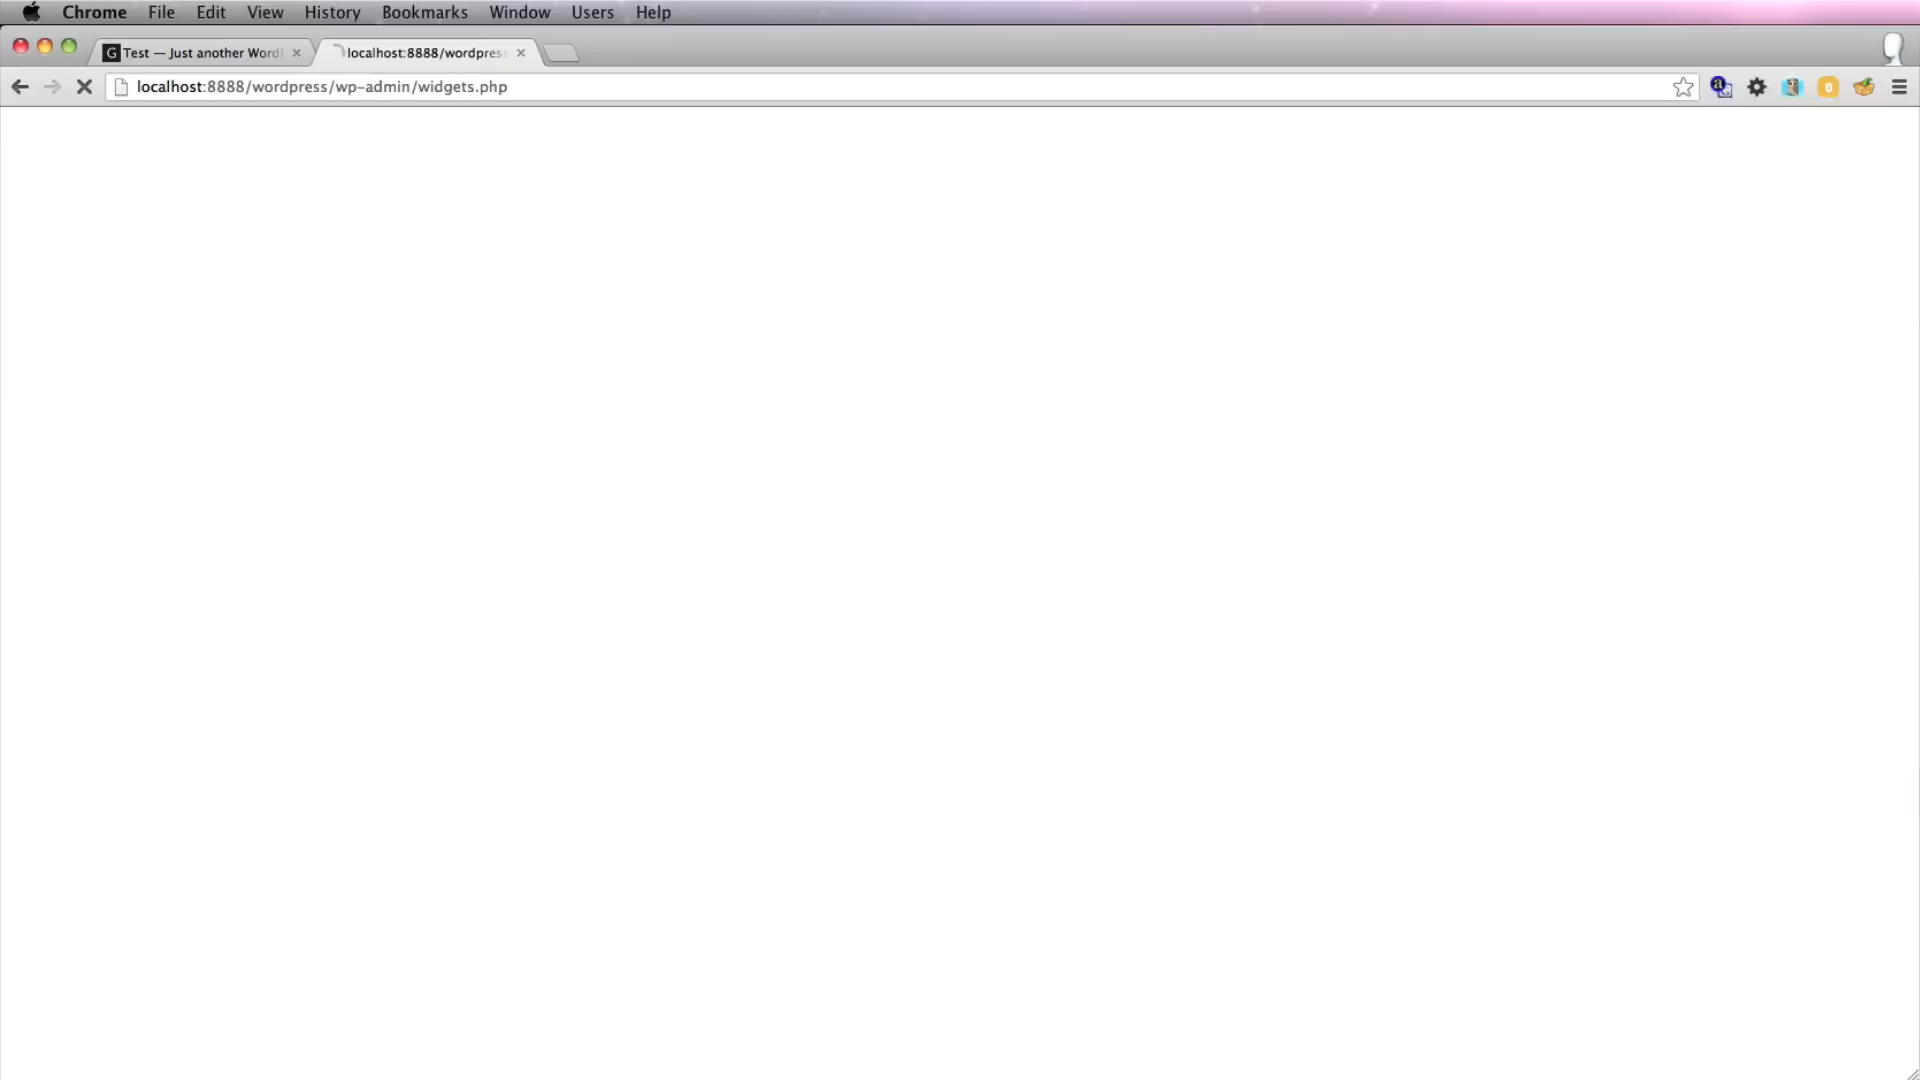 Chrome File Edit View History Bookmarks Window Users Help
G Test — Just another Word
localhost:8888/wordpres
localhost:8888/wordpress/wp-admin/widgets.php
a
0